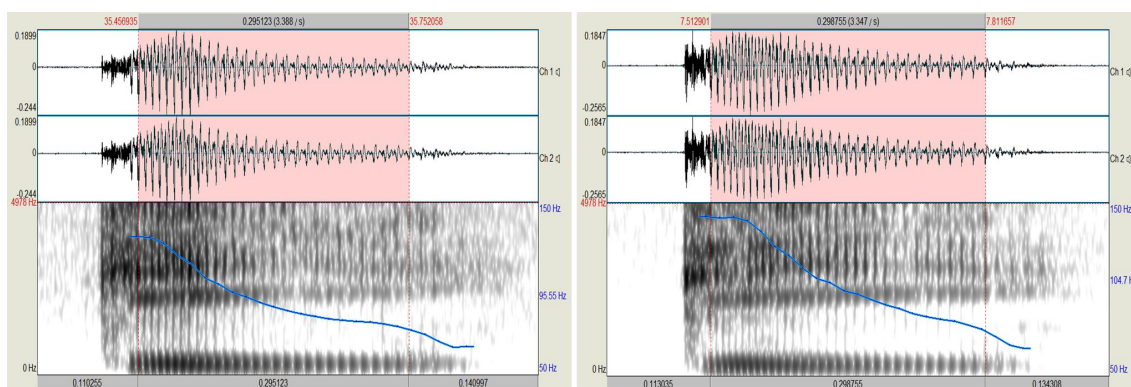 35.456935 0.295123 (3.388 / s) 35.752058
0.1899
0
-0.244
Ch 1
0.1899
0
-0.244
Ch 2
4978 Hz
150 Hz
95.55 Hz
0 Hz
50 Hz
0.110255 0.295123 0.140997
7.512901 0.298755 (3.347 / s) 7.811657
0.1847
0
-0.2565
Ch 1
0.1847
0
-0.2565
Ch 2
4978 Hz
150 Hz
104.7 H
0 Hz
50 Hz
0.113035 0.298755 0.134308